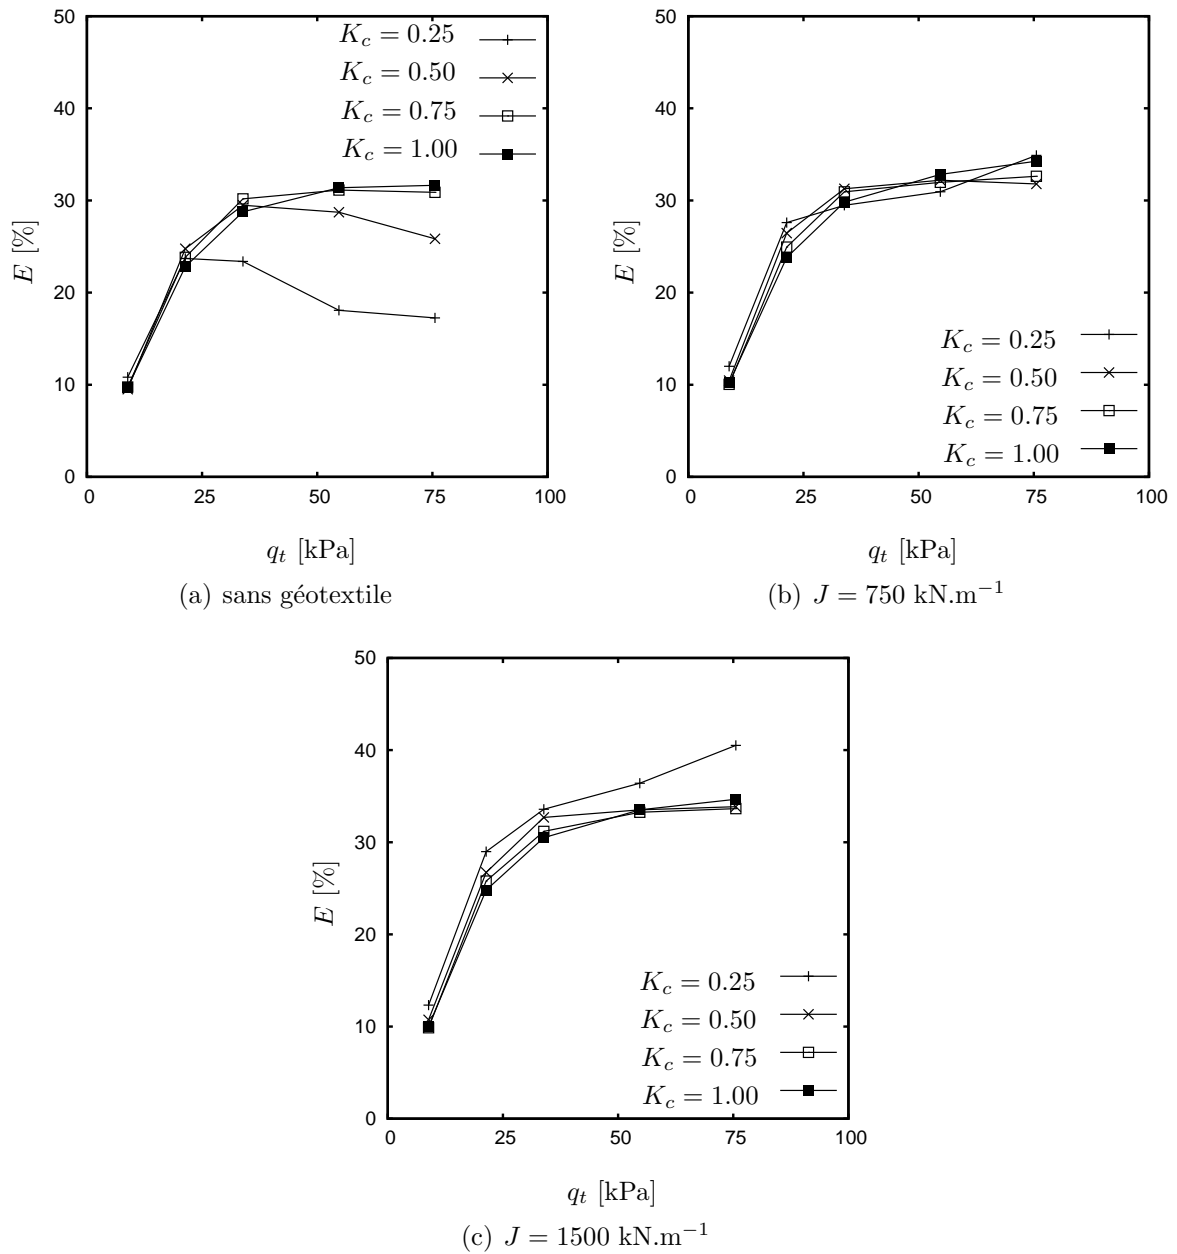 50
40
30
20
10
0
E [%]
K_c = 0.25
K_c = 0.50
K_c = 0.75
K_c = 1.00
0 25 50 75 100
q_t [kPa]
(a) sans géotextile
50
40
30
20
10
0
E [%]
K_c = 0.25
K_c = 0.50
K_c = 0.75
K_c = 1.00
0 25 50 75 100
q_t [kPa]
(b) J = 750 kN.m⁻¹
50
40
30
20
10
0
E [%]
K_c = 0.25
K_c = 0.50
K_c = 0.75
K_c = 1.00
0 25 50 75 100
q_t [kPa]
(c) J = 1500 kN.m⁻¹